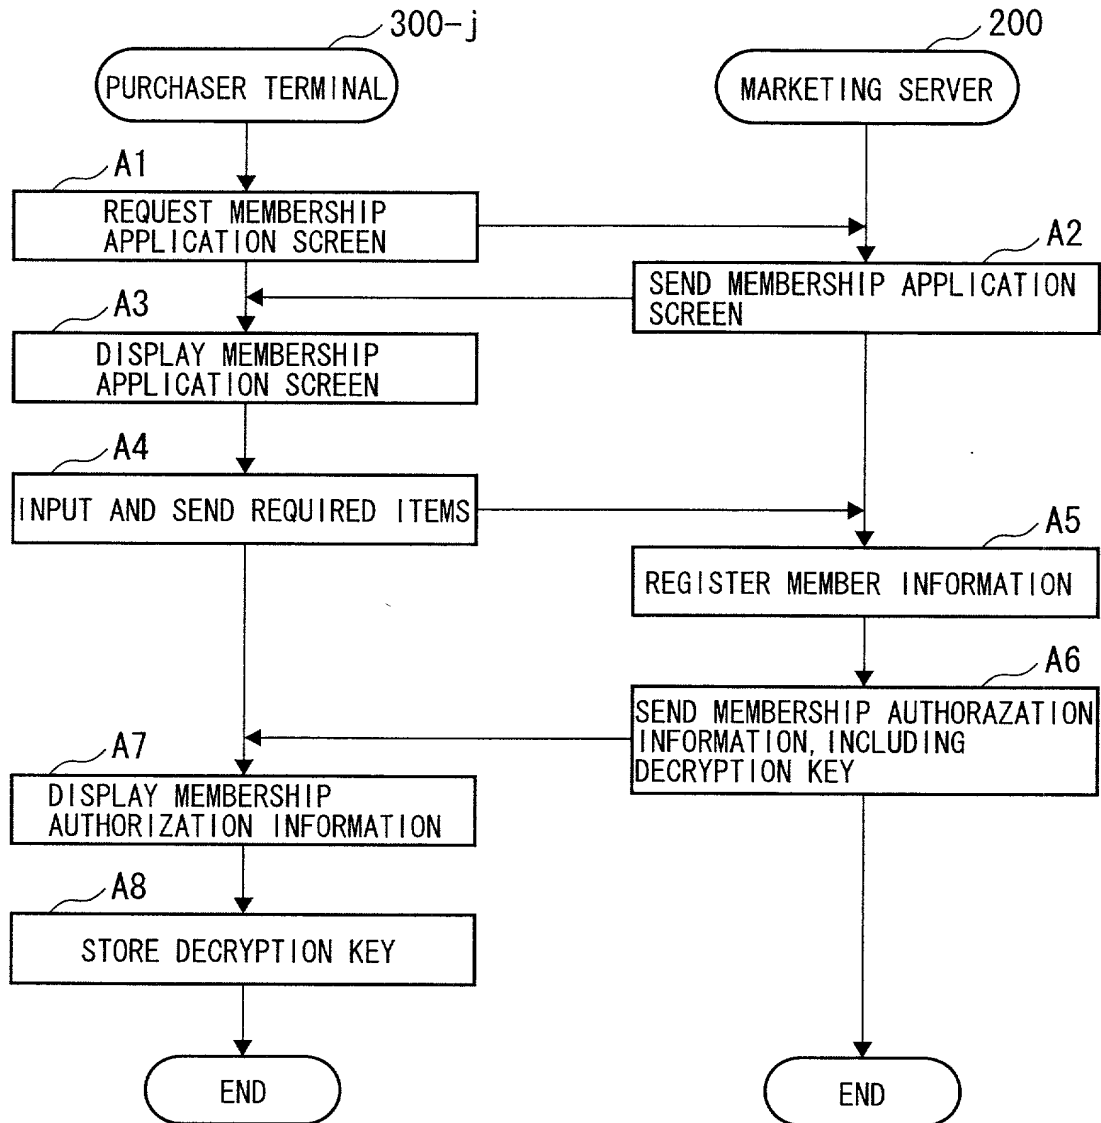 300-j
200
PURCHASER TERMINAL
MARKETING SERVER
A1
REQUEST MEMBERSHIP
APPLICATION SCREEN
A2
SEND MEMBERSHIP APPLICATION
SCREEN
A3
DISPLAY MEMBERSHIP
APPLICATION SCREEN
A4
INPUT AND SEND REQUIRED ITEMS
A5
REGISTER MEMBER INFORMATION
A6
SEND MEMBERSHIP AUTHORAZATION
INFORMATION, INCLUDING
DECRYPTION KEY
A7
DISPLAY MEMBERSHIP
AUTHORIZATION INFORMATION
A8
STORE DECRYPTION KEY
END
END